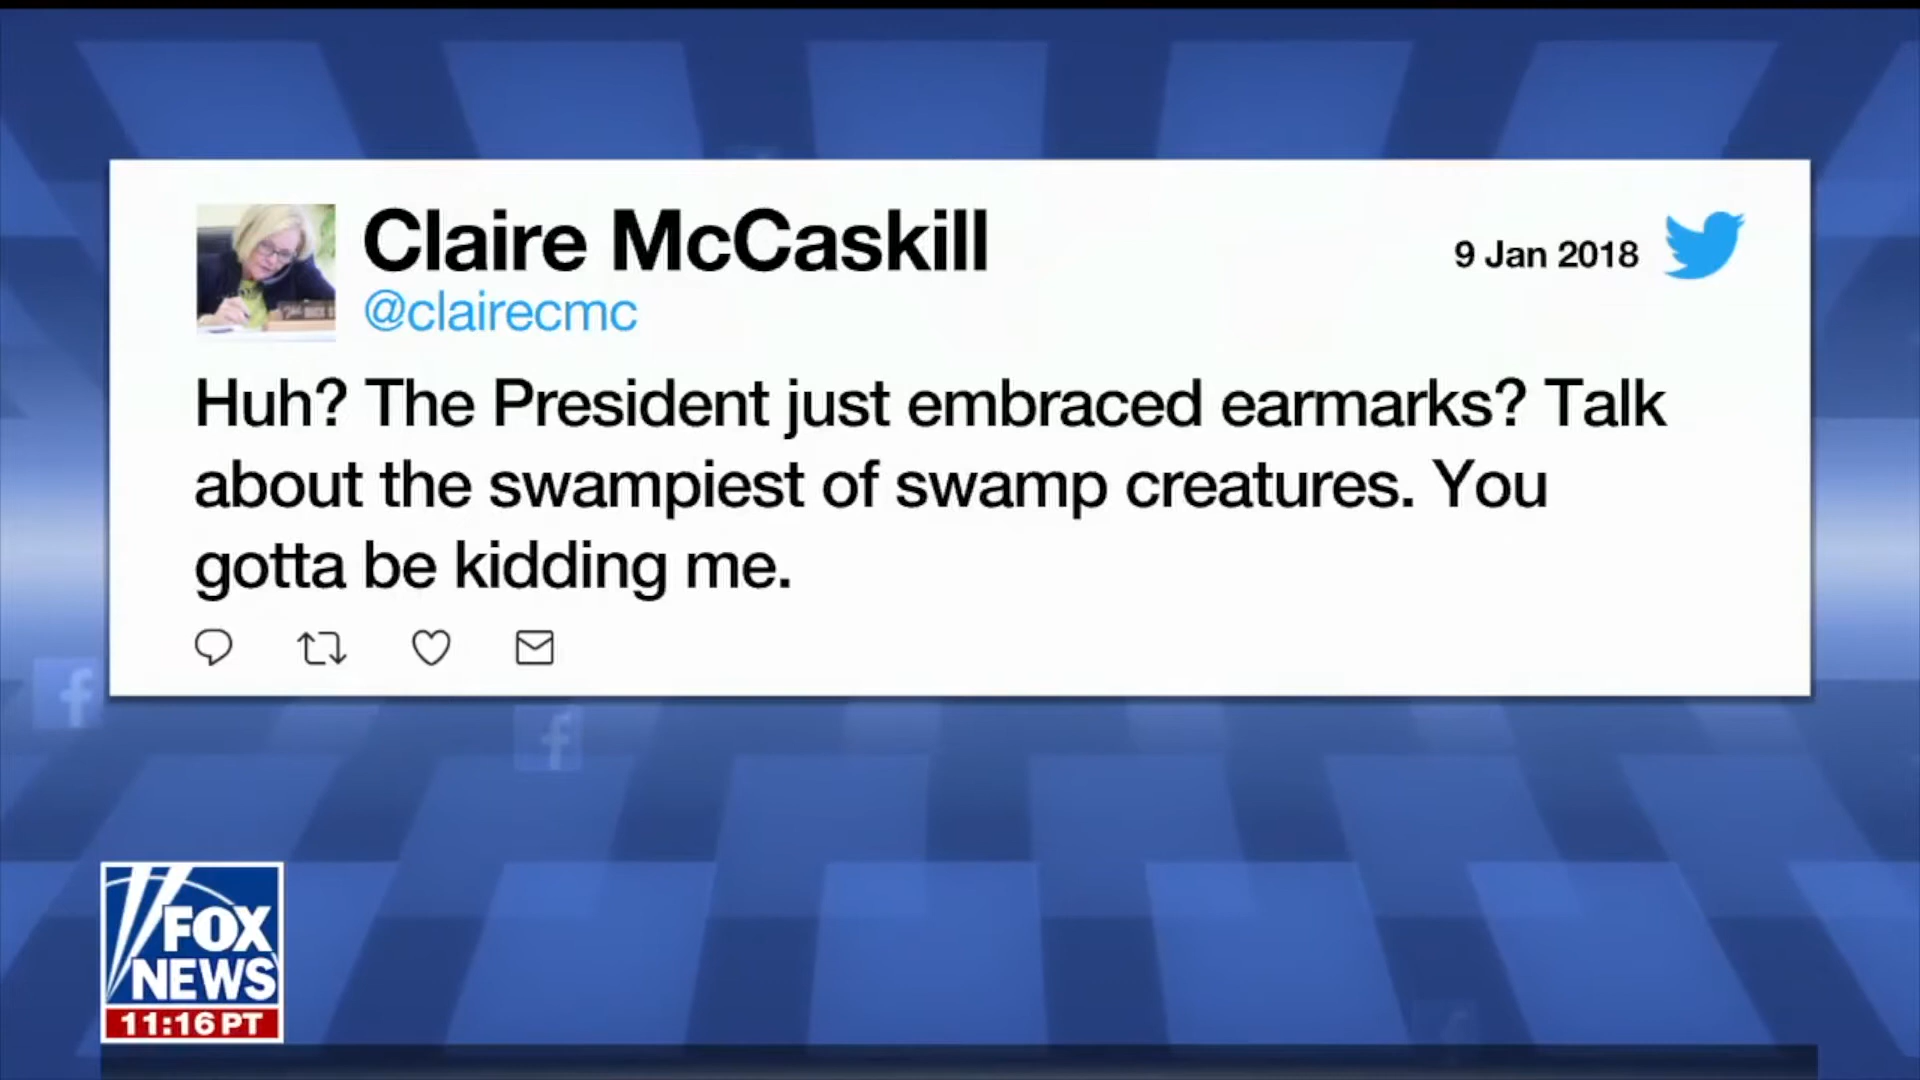 Claire McCaskill
@clairecmc
9 Jan 2018
Huh? The President just embraced earmarks? Talk
about the swampiest of swamp creatures. You
gotta be kidding me.
FOX
NEWS
11:16 PT